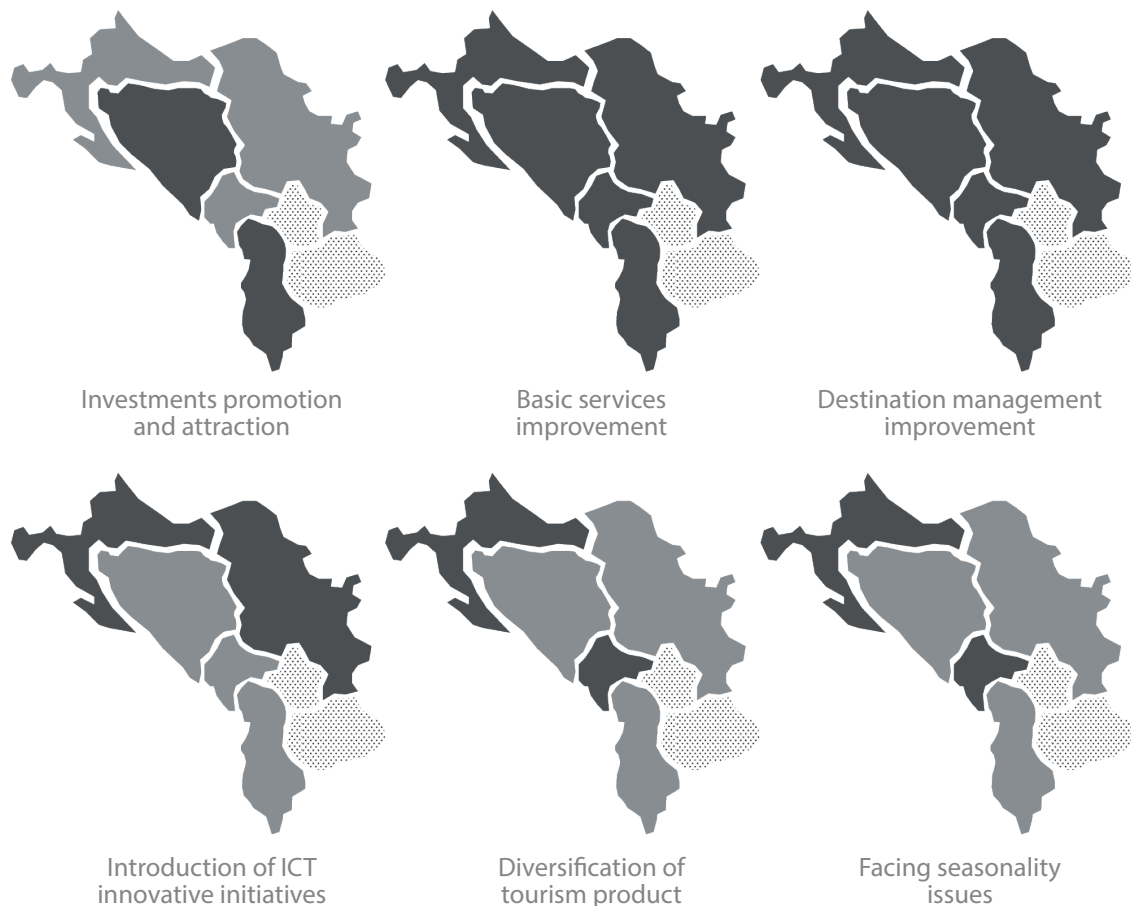 Investments promotion
and attraction
Basic services
improvement
Destination management
improvement
Introduction of ICT
innovative initiatives
Diversification of
tourism product
Facing seasonality
issues